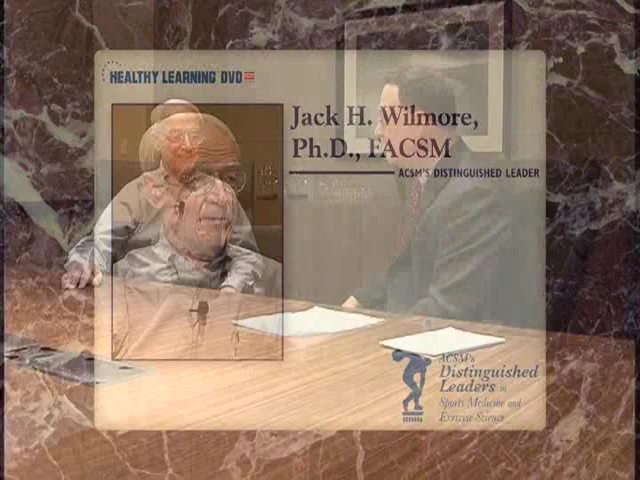 HEALTHY LEARNING DVD
Jack H. Wilmore,
Ph.D., FACSM
ACSM'S DISTINGUISHED LEADER
ACSM's
Distinguished
Leaders in
Sports Medicine and
Exercise Science